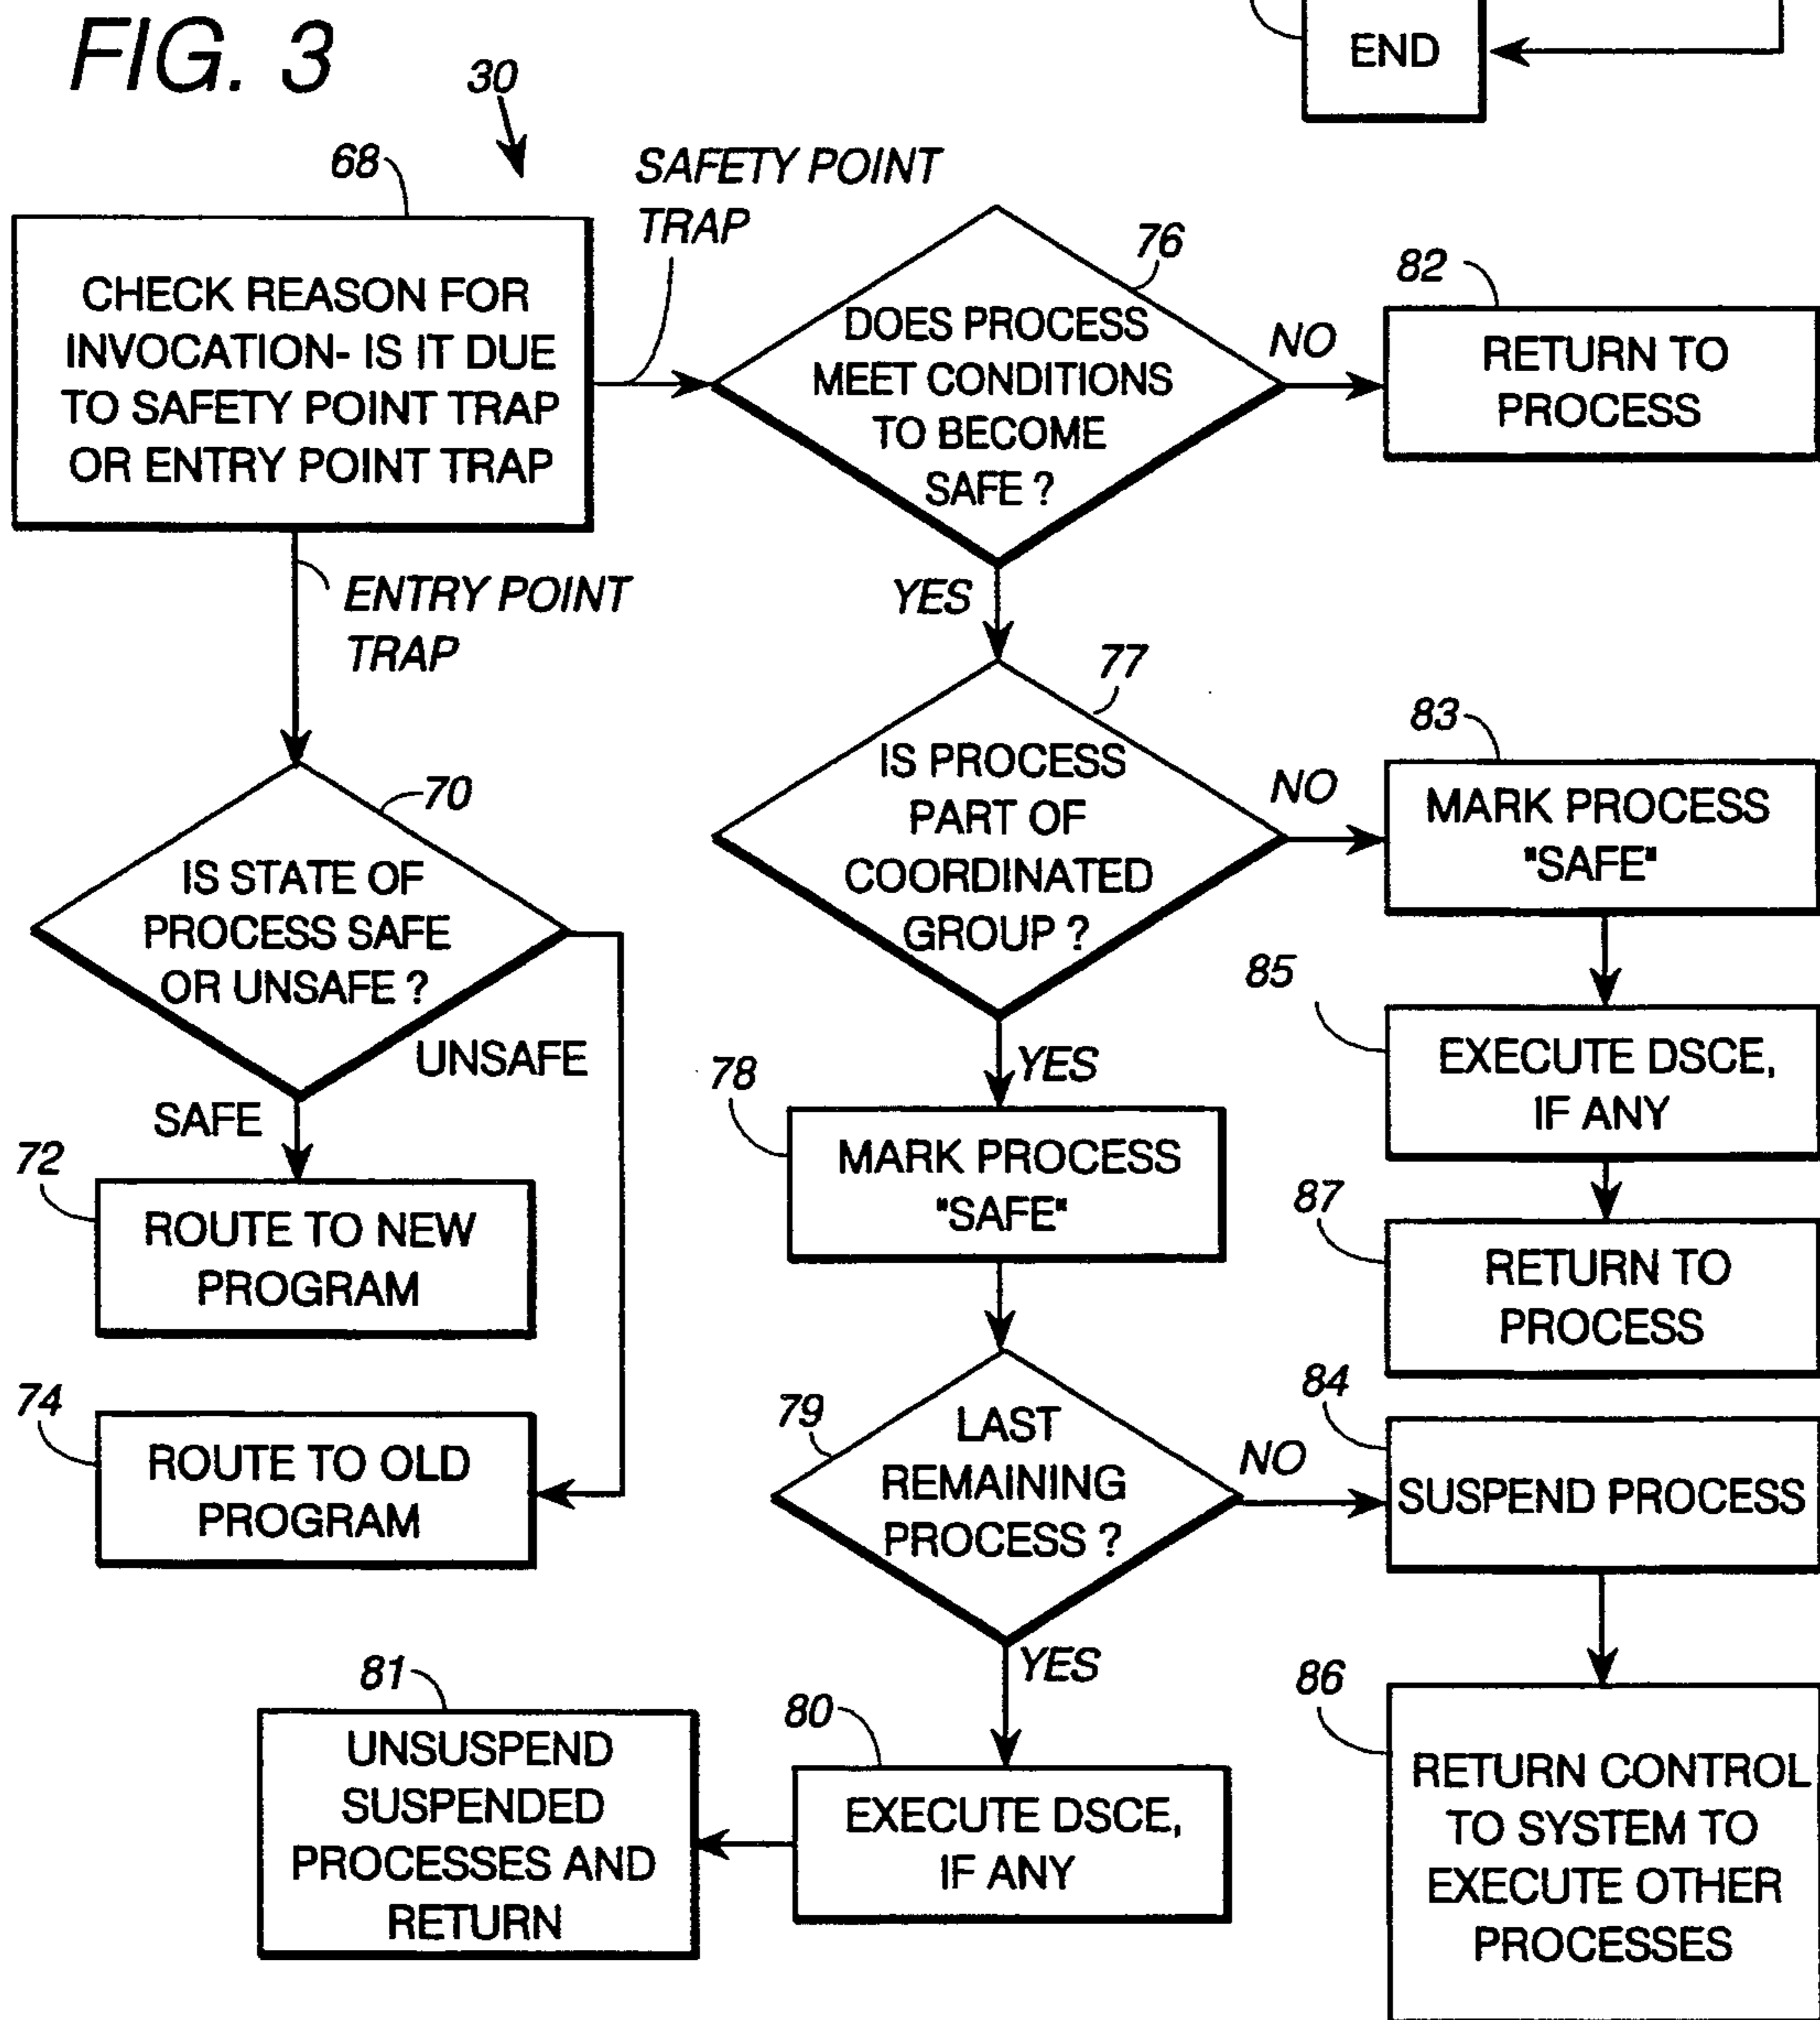 FIG. 3
END
30
68
SAFETY POINT
TRAP
CHECK REASON FOR
INVOCATION- IS IT DUE
TO SAFETY POINT TRAP
OR ENTRY POINT TRAP
76
DOES PROCESS
MEET CONDITIONS
TO BECOME
SAFE ?
NO
82
RETURN TO
PROCESS
ENTRY POINT
TRAP
YES
77
IS PROCESS
PART OF
COORDINATED
GROUP ?
NO
83
MARK PROCESS
"SAFE"
70
IS STATE OF
PROCESS SAFE
OR UNSAFE ?
UNSAFE
SAFE
85
EXECUTE DSCE,
IF ANY
YES
78
MARK PROCESS
"SAFE"
72
ROUTE TO NEW
PROGRAM
87
RETURN TO
PROCESS
74
ROUTE TO OLD
PROGRAM
79
LAST
REMAINING
PROCESS ?
NO
84
SUSPEND PROCESS
YES
81
UNSUSPEND
SUSPENDED
PROCESSES AND
RETURN
80
EXECUTE DSCE,
IF ANY
86
RETURN CONTROL
TO SYSTEM TO
EXECUTE OTHER
PROCESSES